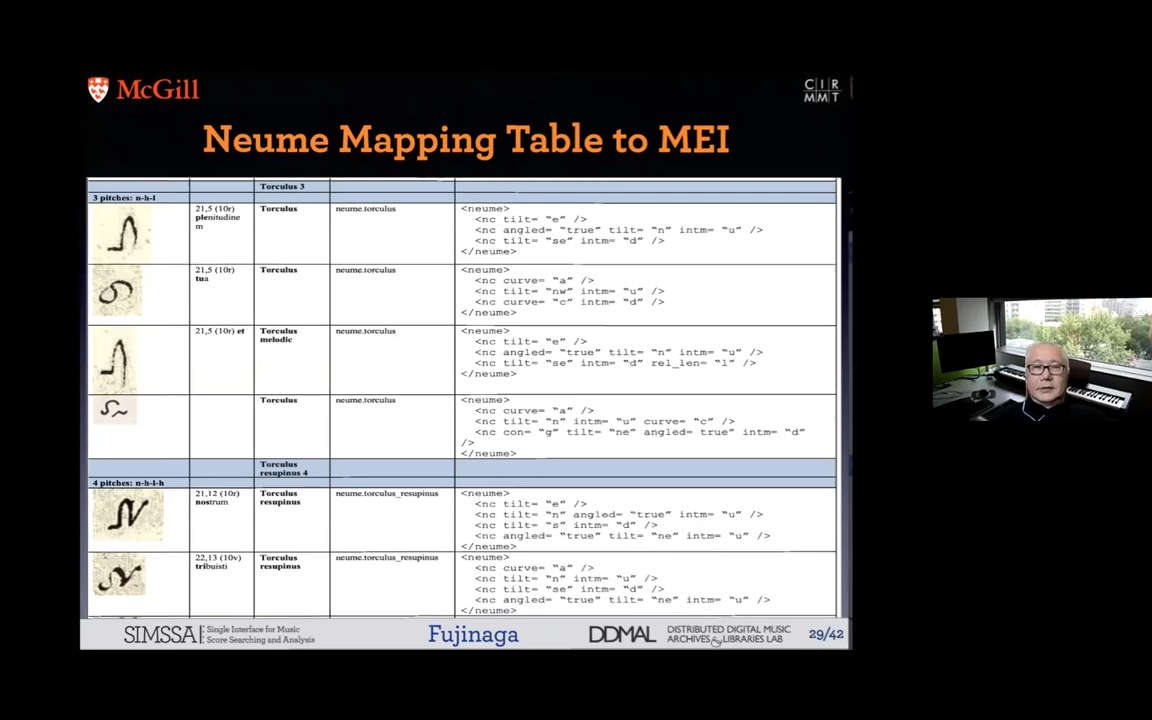 McGill
CIR
MMT
Neume Mapping Table to MEI
Torculus 3
3 pitches: n-h-l
21,5 (10r)
plenitudine
m
Torculus
neume.torculus
<neume>
<nc tilt= “e” />
<nc angled= “true” tilt= “n” intm= “u” />
<nc tilt= “se” intm= “d” />
</neume>
21,5 (10r)
tua
Torculus
neume.torculus
<neume>
<nc curve= “a” />
<nc tilt= “nw” intm= “u” />
<nc curve= “c” intm= “d” />
</neume>
21,5 (10r) et
Torculus
melodic
neume.torculus
<neume>
<nc tilt= “e” />
<nc angled= “true” tilt= “n” intm= “u” />
<nc tilt= “se” intm= “d” rel_len= “l” />
</neume>
Torculus
neume.torculus
<neume>
<nc curve= “a” />
<nc tilt= “n” intm= “u” curve= “c” />
<nc con= “g” tilt= “ne” angled= true” intm= “d”
/>
</neume>
Torculus
resupinus 4
4 pitches: n-h-l-h
21,12 (10r)
nostrum
Torculus
resupinus
neume.torculus_resupinus
<neume>
<nc tilt= “e” />
<nc tilt= “n” angled= “true” intm= “u” />
<nc tilt= “s” intm= “d” />
<nc angled= “true” tilt= “ne” intm= “u” />
</neume>
22,13 (10v)
tribuisti
Torculus
resupinus
neume.torculus_resupinus
<neume>
<nc curve= “a” />
<nc tilt= “n” intm= “u” />
<nc tilt= “se” intm= “d” />
<nc angled= “true” tilt= “ne” intm= “u” />
</neume>
SIMSSA
Single Interface for Music
Score Searching and Analysis
Fujinaga
DDMAL
DISTRIBUTED DIGITAL MUSIC
ARCHIVES & LIBRARIES LAB
29/42